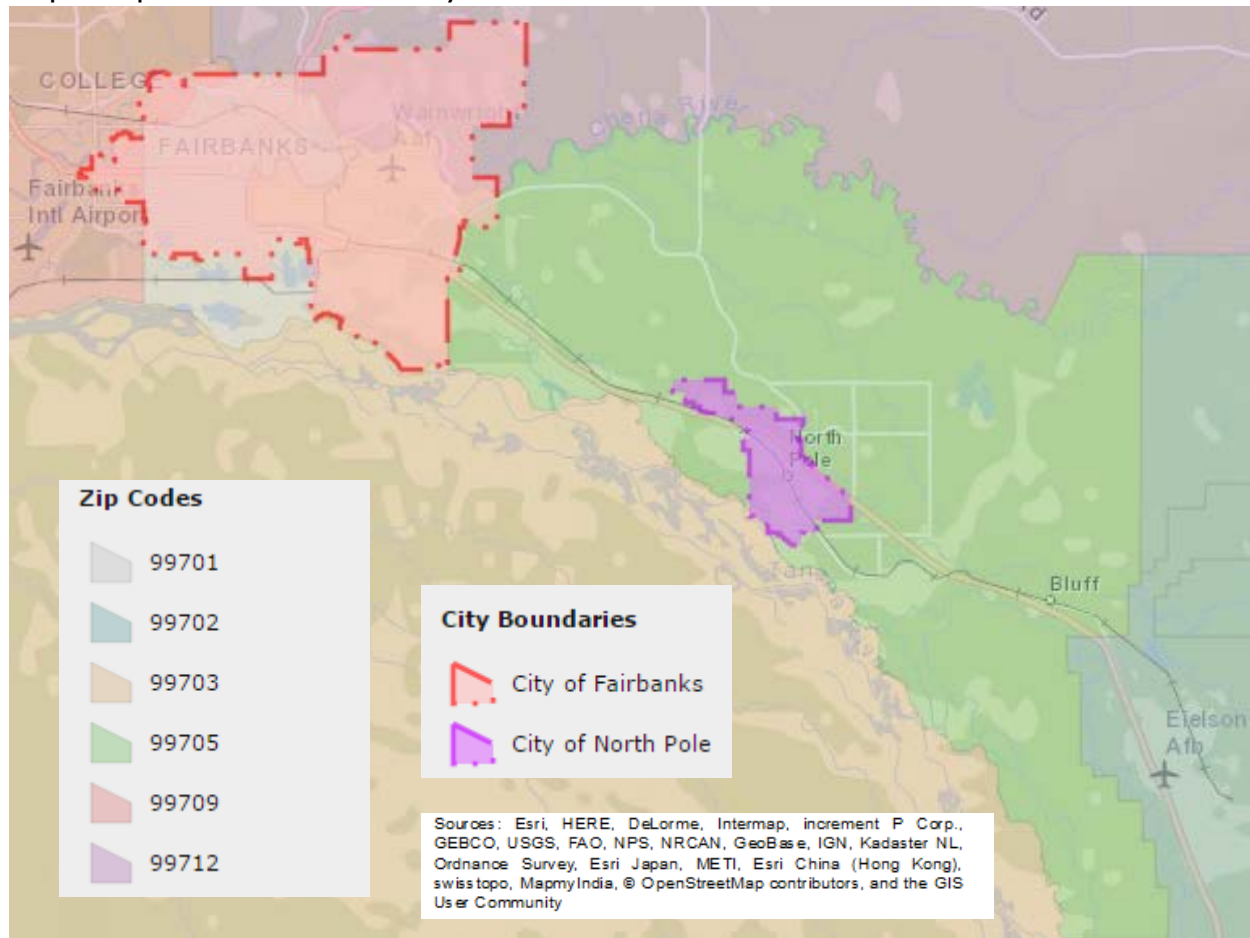 COLLEGE
Wainwright
Aaf
Chena River
FAIRBANKS
Fairbanks
Intl Airport
North
Pole
Bluff
Eielson
Afb
Zip Codes
99701
99702
99703
99705
99709
99712
City Boundaries
City of Fairbanks
City of North Pole
Sources: Esri, HERE, DeLorme, Intermap, increment P Corp.,
GEBCO, USGS, FAO, NPS, NRCAN, GeoBase, IGN, Kadaster NL,
Ordnance Survey, Esri Japan, METI, Esri China (Hong Kong),
swisstopo, MapmyIndia, © OpenStreetMap contributors, and the GIS
User Community